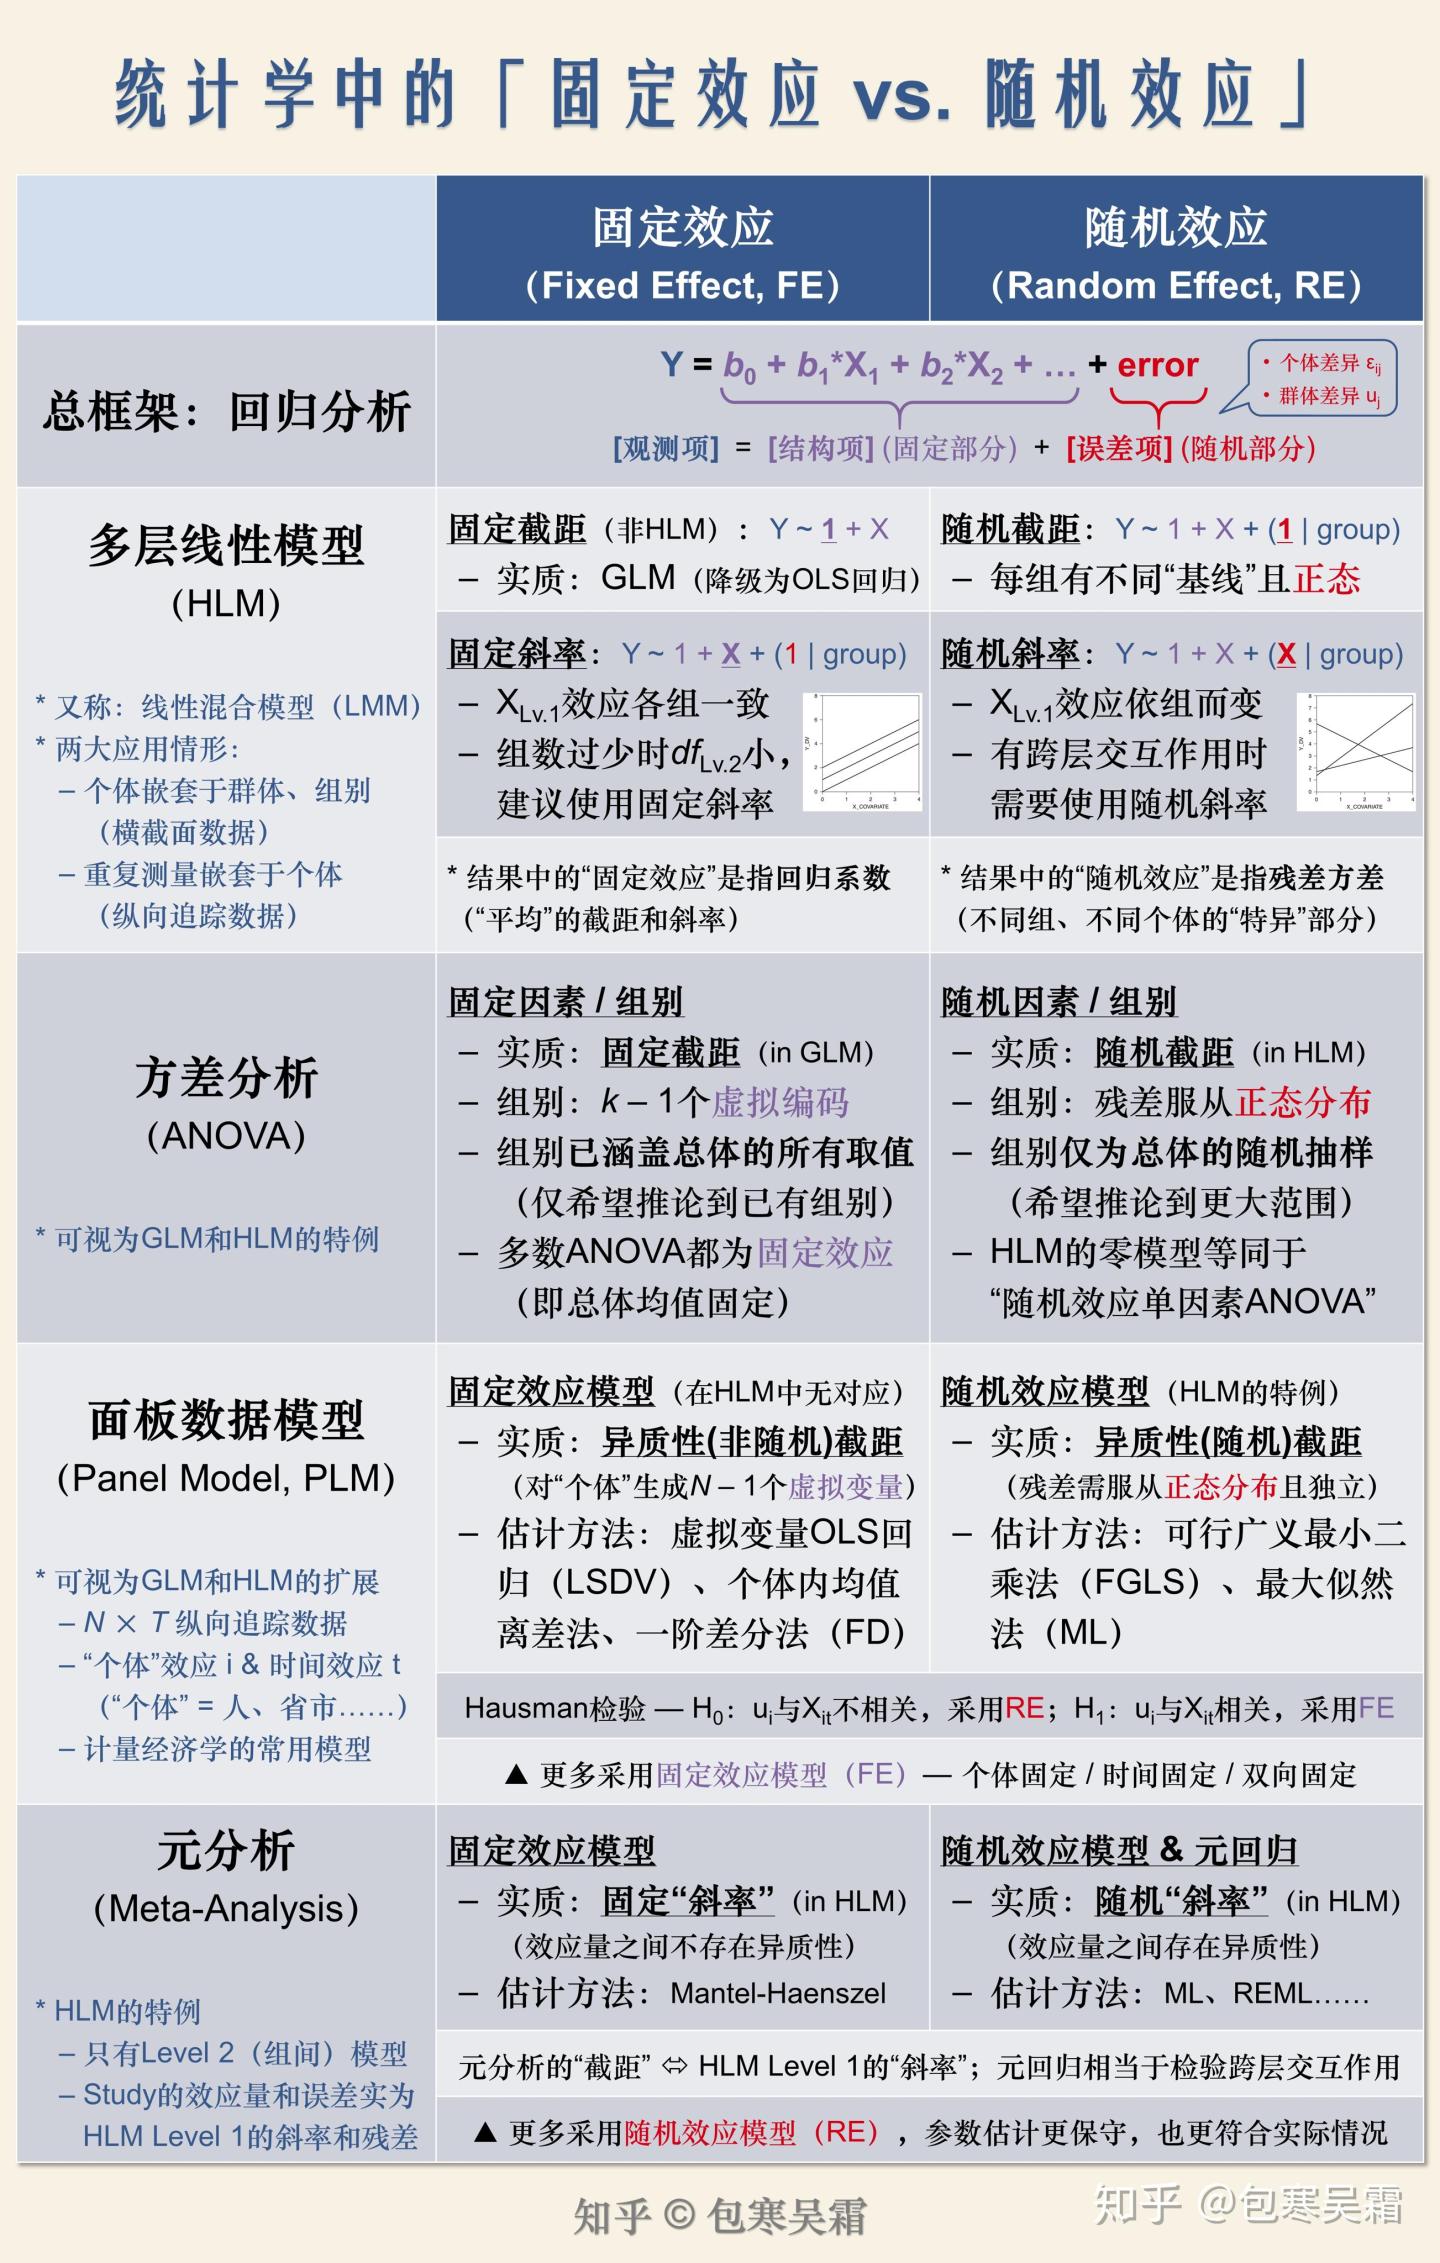 统计学中的「固定效应 vs. 随机效应」
固定效应
（Fixed Effect, FE）
随机效应
（Random Effect, RE）
总框架：回归分析
Y = b0 + b1*X1 + b2*X2 + … + error
• 个体差异 εij
• 群体差异 uj
[观测项] = [结构项] (固定部分) + [误差项] (随机部分)
多层线性模型
（HLM）
* 又称：线性混合模型（LMM）
* 两大应用情形：
– 个体嵌套于群体、组别
（横截面数据）
– 重复测量嵌套于个体
（纵向追踪数据）
固定截距（非HLM）： Y ~ 1 + X
– 实质：GLM（降级为OLS回归）
随机截距： Y ~ 1 + X + (1 | group)
– 每组有不同“基线”且正态
固定斜率： Y ~ 1 + X + (1 | group)
– XLv.1效应各组一致
– 组数过少时dfLv.2小，
建议使用固定斜率
Y_DV
8
6
4
2
0
0 1 2 3 4
X_COVARIATE
随机斜率： Y ~ 1 + X + (X | group)
– XLv.1效应依组而变
– 有跨层交互作用时
需要使用随机斜率
Y_DV
X_COVARIATE
* 结果中的“固定效应”是指回归系数
（“平均”的截距和斜率）
* 结果中的“随机效应”是指残差方差
（不同组、不同个体的“特异”部分）
方差分析
（ANOVA）
* 可视为GLM和HLM的特例
固定因素 / 组别
– 实质：固定截距（in GLM）
– 组别：k – 1个虚拟编码
– 组别已涵盖总体的所有取值
（仅希望推论到已有组别）
– 多数ANOVA都为固定效应
（即总体均值固定）
随机因素 / 组别
– 实质：随机截距（in HLM）
– 组别：残差服从正态分布
– 组别仅为总体的随机抽样
（希望推论到更大范围）
– HLM的零模型等同于
“随机效应单因素ANOVA”
面板数据模型
（Panel Model, PLM）
* 可视为GLM和HLM的扩展
– N × T 纵向追踪数据
– “个体”效应 i & 时间效应 t
（“个体” = 人、省市……）
– 计量经济学的常用模型
固定效应模型（在HLM中无对应）
– 实质：异质性(非随机)截距
（对“个体”生成N – 1个虚拟变量）
– 估计方法：虚拟变量OLS回
归（LSDV）、个体内均值
离差法、一阶差分法（FD）
随机效应模型（HLM的特例）
– 实质：异质性(随机)截距
（残差需服从正态分布且独立）
– 估计方法：可行广义最小二
乘法（FGLS）、最大似然
法（ML）
Hausman检验 — H0：ui与Xit不相关，采用RE；H1：ui与Xit相关，采用FE
▲ 更多采用固定效应模型（FE）— 个体固定 / 时间固定 / 双向固定
元分析
（Meta-Analysis）
* HLM的特例
– 只有Level 2（组间）模型
– Study的效应量和误差实为
HLM Level 1的斜率和残差
固定效应模型
– 实质：固定“斜率”（in HLM）
（效应量之间不存在异质性）
– 估计方法：Mantel-Haenszel
随机效应模型 & 元回归
– 实质：随机“斜率”（in HLM）
（效应量之间存在异质性）
– 估计方法：ML、REML……
元分析的“截距” ⇔ HLM Level 1的“斜率”；元回归相当于检验跨层交互作用
▲ 更多采用随机效应模型（RE），参数估计更保守，也更符合实际情况
知乎 © 包寒吴霜
知乎 @包寒吴霜